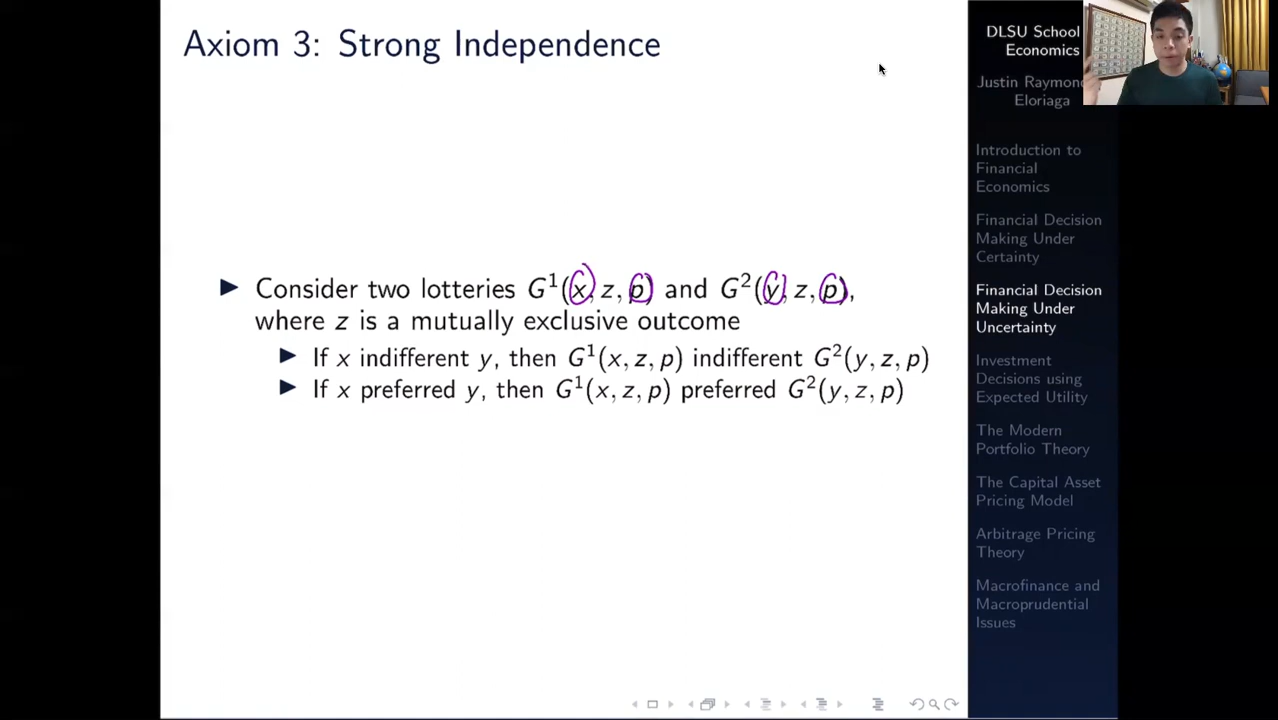 Axiom 3: Strong Independence
Consider two lotteries G¹(x, z, p) and G²(y, z, p),
where z is a mutually exclusive outcome
If x indifferent y, then G¹(x, z, p) indifferent G²(y, z, p)
If x preferred y, then G¹(x, z, p) preferred G²(y, z, p)
DLSU School
Economics
Justin Raymon
Eloriaga
Introduction to
Financial
Economics
Financial Decision
Making Under
Certainty
Financial Decision
Making Under
Uncertainty
Investment
Decisions using
Expected Utility
The Modern
Portfolio Theory
The Capital Asset
Pricing Model
Arbitrage Pricing
Theory
Macrofinance and
Macroprudential
Issues